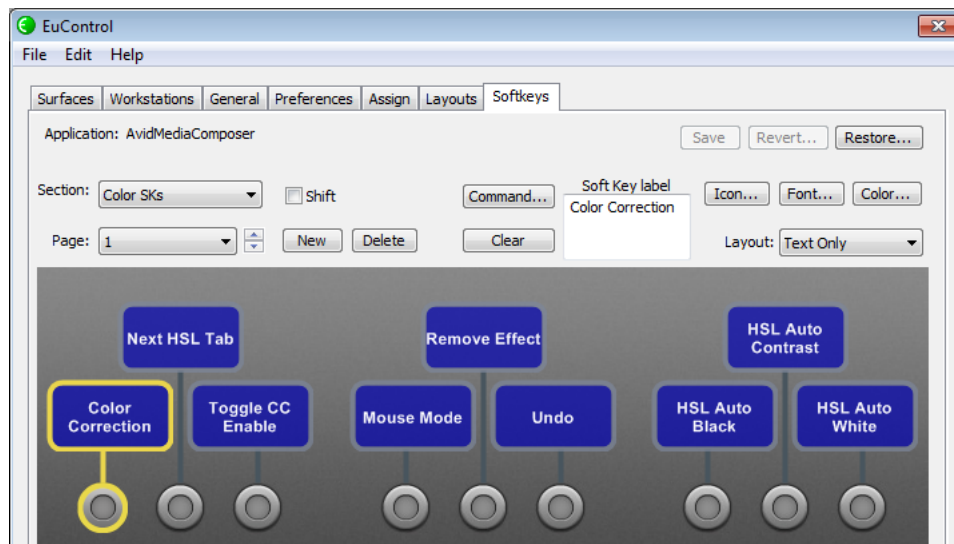 EuControl
File Edit Help
Surfaces Workstations General Preferences Assign Layouts Softkeys
Application: AvidMediaComposer
Save Revert... Restore...
Section: Color SKs Shift Command... Soft Key label Icon... Font... Color...
Color Correction
Page: 1 New Delete Clear Layout: Text Only
Next HSL Tab
Remove Effect
HSL Auto
Contrast
Color
Correction
Toggle CC
Enable
Mouse Mode
Undo
HSL Auto
Black
HSL Auto
White